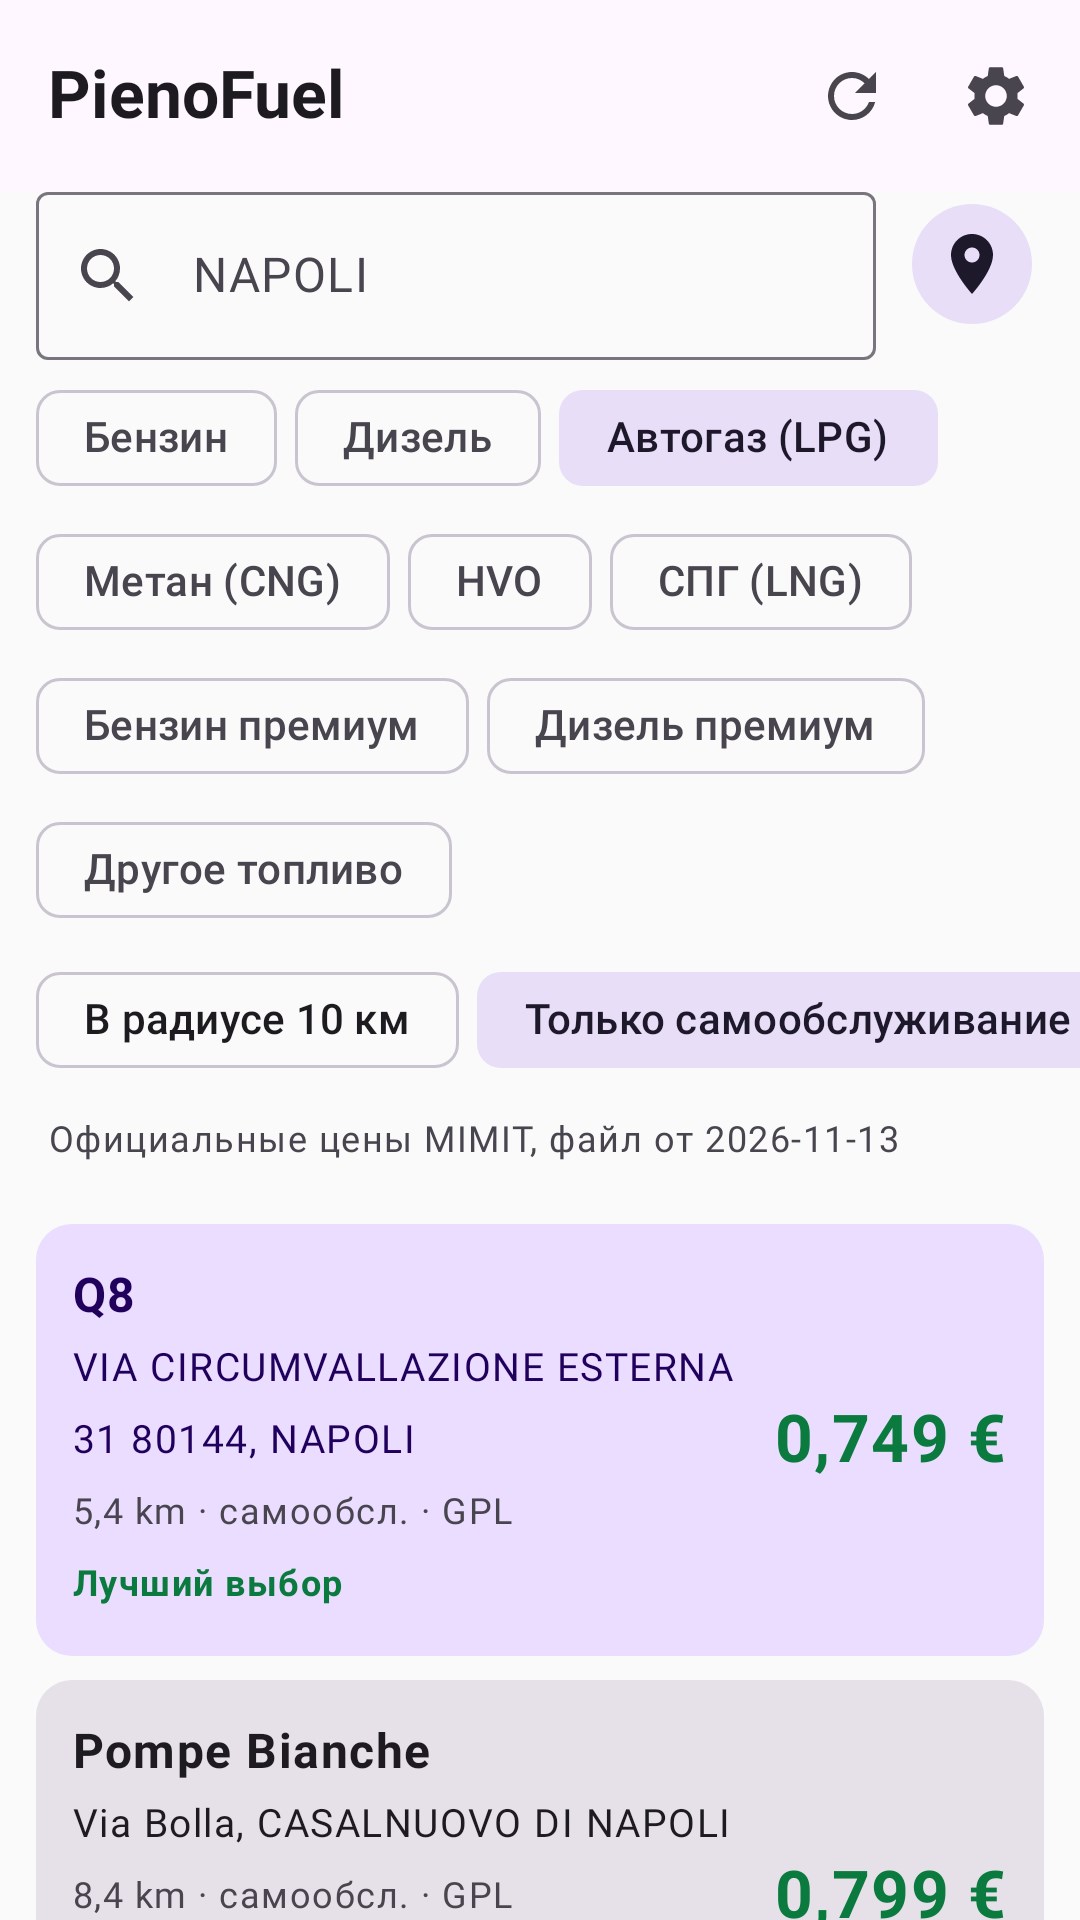 PienoFuel
NAPOLI
Бензин
Дизель
Автогаз (LPG)
Метан (CNG)
HVO
СПГ (LNG)
Бензин премиум
Дизель премиум
Другое топливо
В радиусе 10 км
Только самообслуживание
Официальные цены MIMIT, файл от 2026-11-13
Q8
VIA CIRCUMVALLAZIONE ESTERNA
31 80144, NAPOLI
0,749 €
5,4 km · самообсл. · GPL
Лучший выбор
Pompe Bianche
Via Bolla, CASALNUOVO DI NAPOLI
8,4 km · самообсл. · GPL
0,799 €